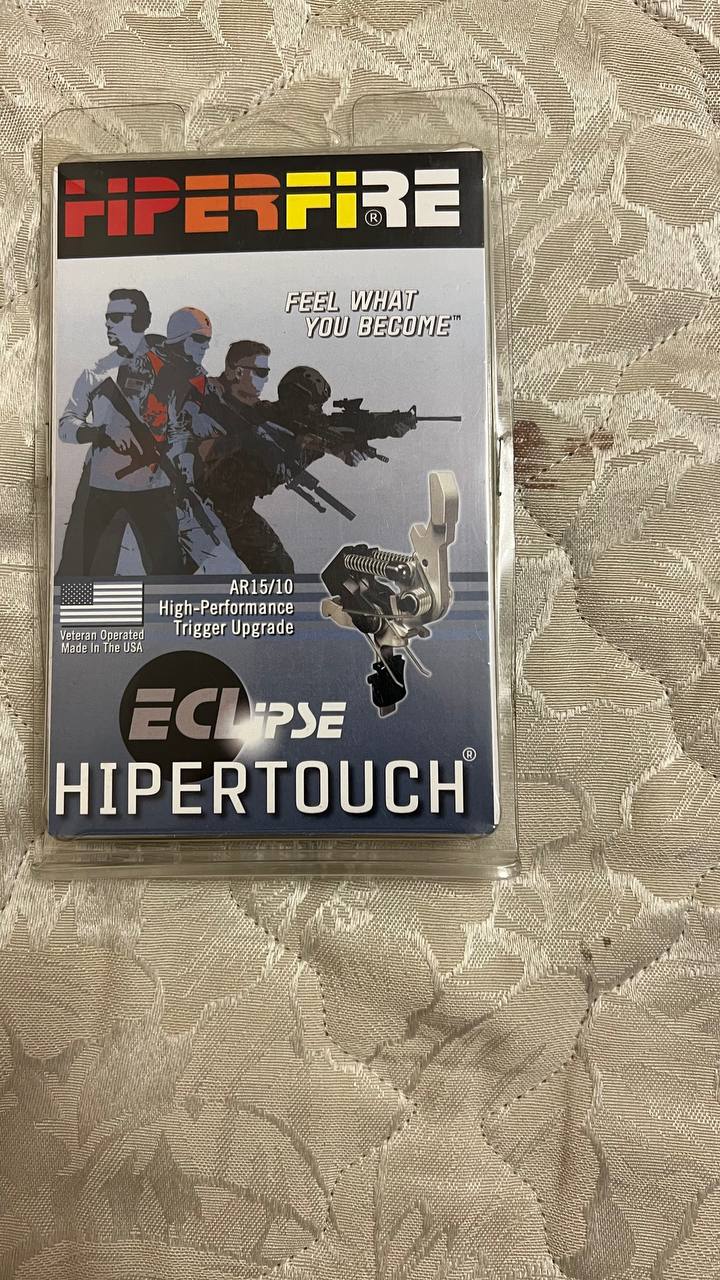 HIPERFIRE®
FEEL WHAT
YOU BECOME™
AR15/10
High-Performance
Trigger Upgrade
Veteran Operated
Made In The USA
ECLIPSE
HIPERTOUCH®